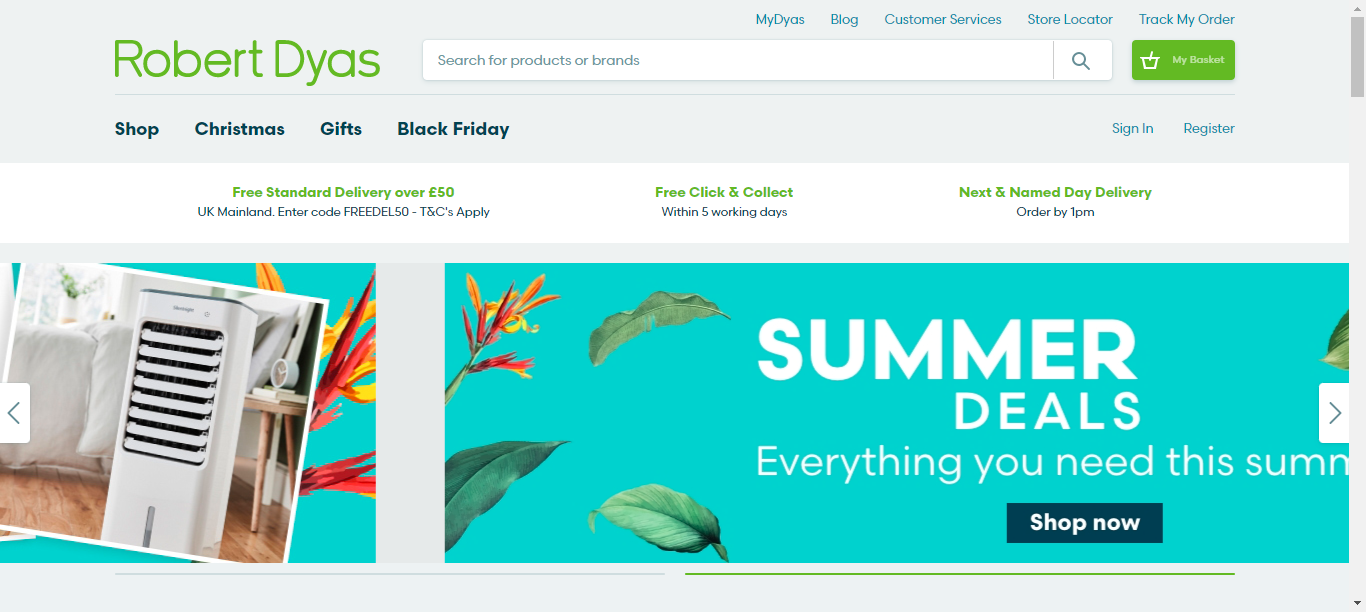 MyDyas Blog Customer Services Store Locator Track My Order
Robert Dyas
Search for products or brands
My Basket
Shop Christmas Gifts Black Friday
Sign In Register
Free Standard Delivery over £50
UK Mainland. Enter code FREEDEL50 - T&C's Apply
Free Click & Collect
Within 5 working days
Next & Named Day Delivery
Order by 1pm
SUMMER
DEALS
Everything you need this summ
Shop now